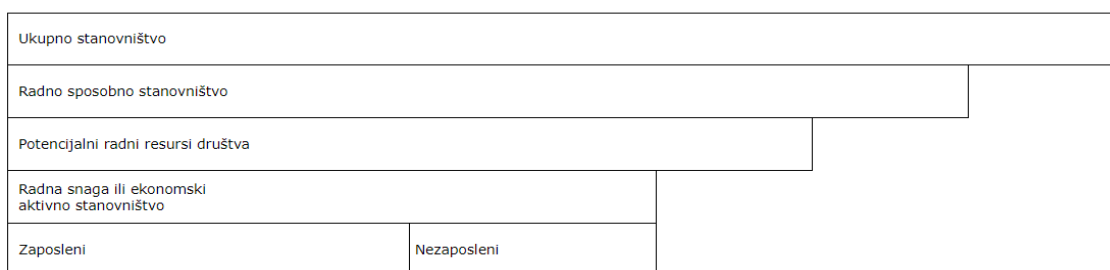 Ukupno stanovništvo
Radno sposobno stanovništvo
Potencijalni radni resursi društva
Radna snaga ili ekonomski
aktivno stanovništvo
Zaposleni
Nezaposleni